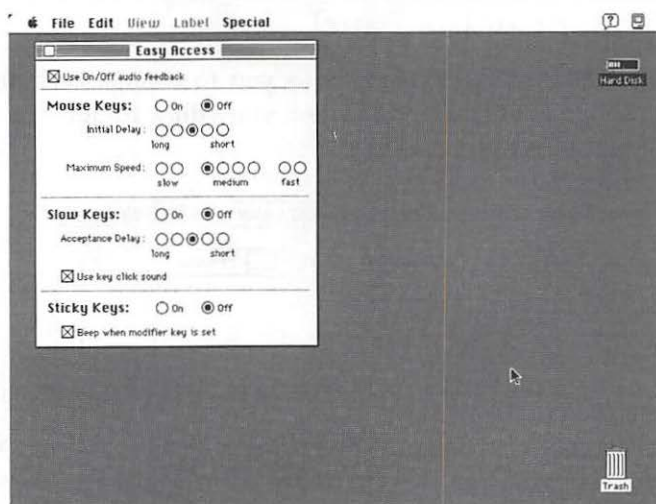 File Edit View Label Special
Easy Access
Use On/Off audio feedback
Mouse Keys: On Off
Initial Delay:
long short
Maximum Speed:
slow medium fast
Slow Keys: On Off
Acceptance Delay:
long short
Use key click sound
Sticky Keys: On Off
Beep when modifier key is set
Hard Disk
Trash